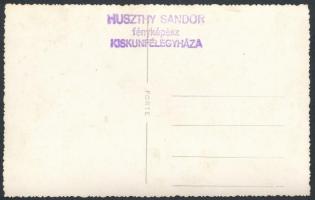 HUSZTHY SÁNDOR
fényképész
KISKUNFÉLEGYHÁZA
FORTE